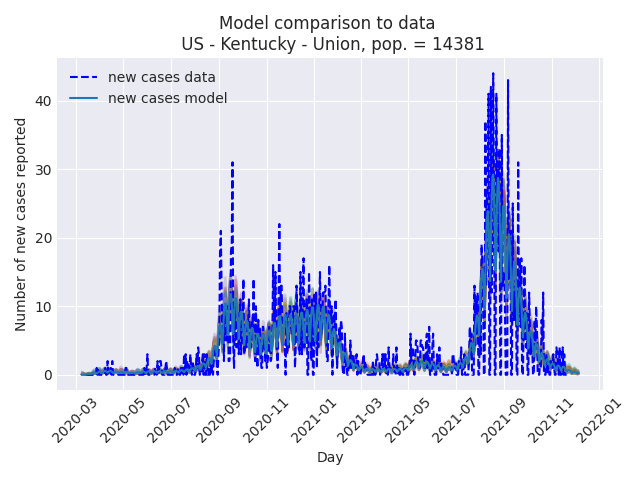 Model comparison to data
US - Kentucky - Union, pop. = 14381
new cases data
new cases model
Number of new cases reported
40
30
20
10
0
2020-03
2020-05
2020-07
2020-09
2020-11
2021-01
2021-03
2021-05
2021-07
2021-09
2021-11
2022-01
Day